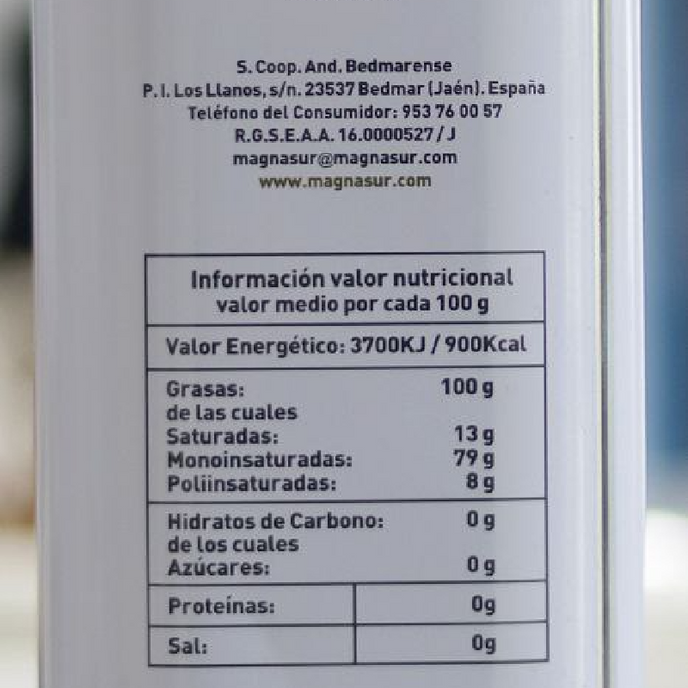 S. Coop. And. Bedmarense
P. I. Los Llanos, s/n. 23537 Bedmar (Jaén). España
Teléfono del Consumidor: 953 76 00 57
R.G.S.E.A.A. 16.0000527 / J
magnasur@magnasur.com
www.magnasur.com
Información valor nutricional
valor medio por cada 100 g
Valor Energético: 3700KJ / 900Kcal
Grasas: 100 g
de las cuales
Saturadas: 13 g
Monoinsaturadas: 79 g
Poliinsaturadas: 8 g
Hidratos de Carbono: 0 g
de los cuales
Azúcares: 0 g
Proteínas: 0g
Sal: 0g